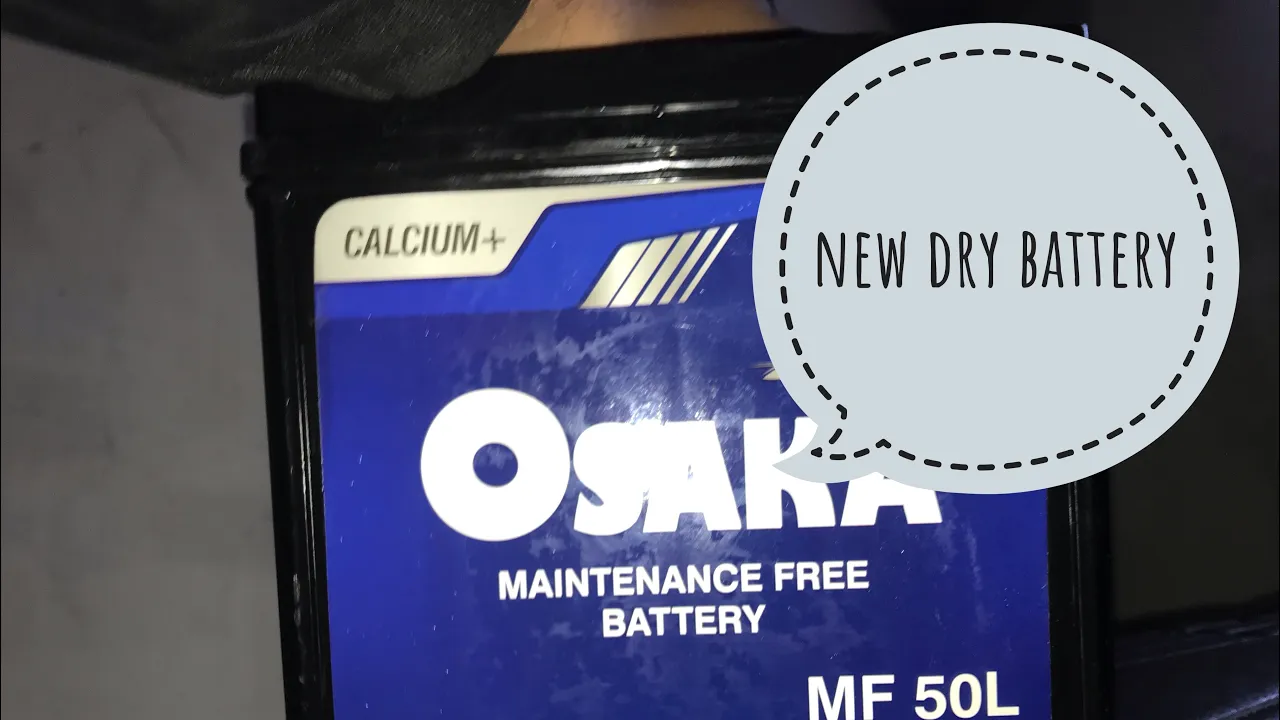 CALCIUM+
NEW DRY BATTERY
OSAKA
MAINTENANCE FREE
BATTERY
MF 50L